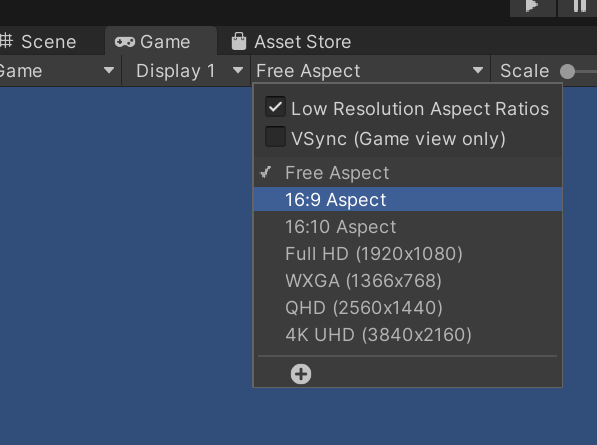 Scene
Game
Asset Store
Game
Display 1
Free Aspect
Scale
Low Resolution Aspect Ratios
VSync (Game view only)
Free Aspect
16:9 Aspect
16:10 Aspect
Full HD (1920x1080)
WXGA (1366x768)
QHD (2560x1440)
4K UHD (3840x2160)